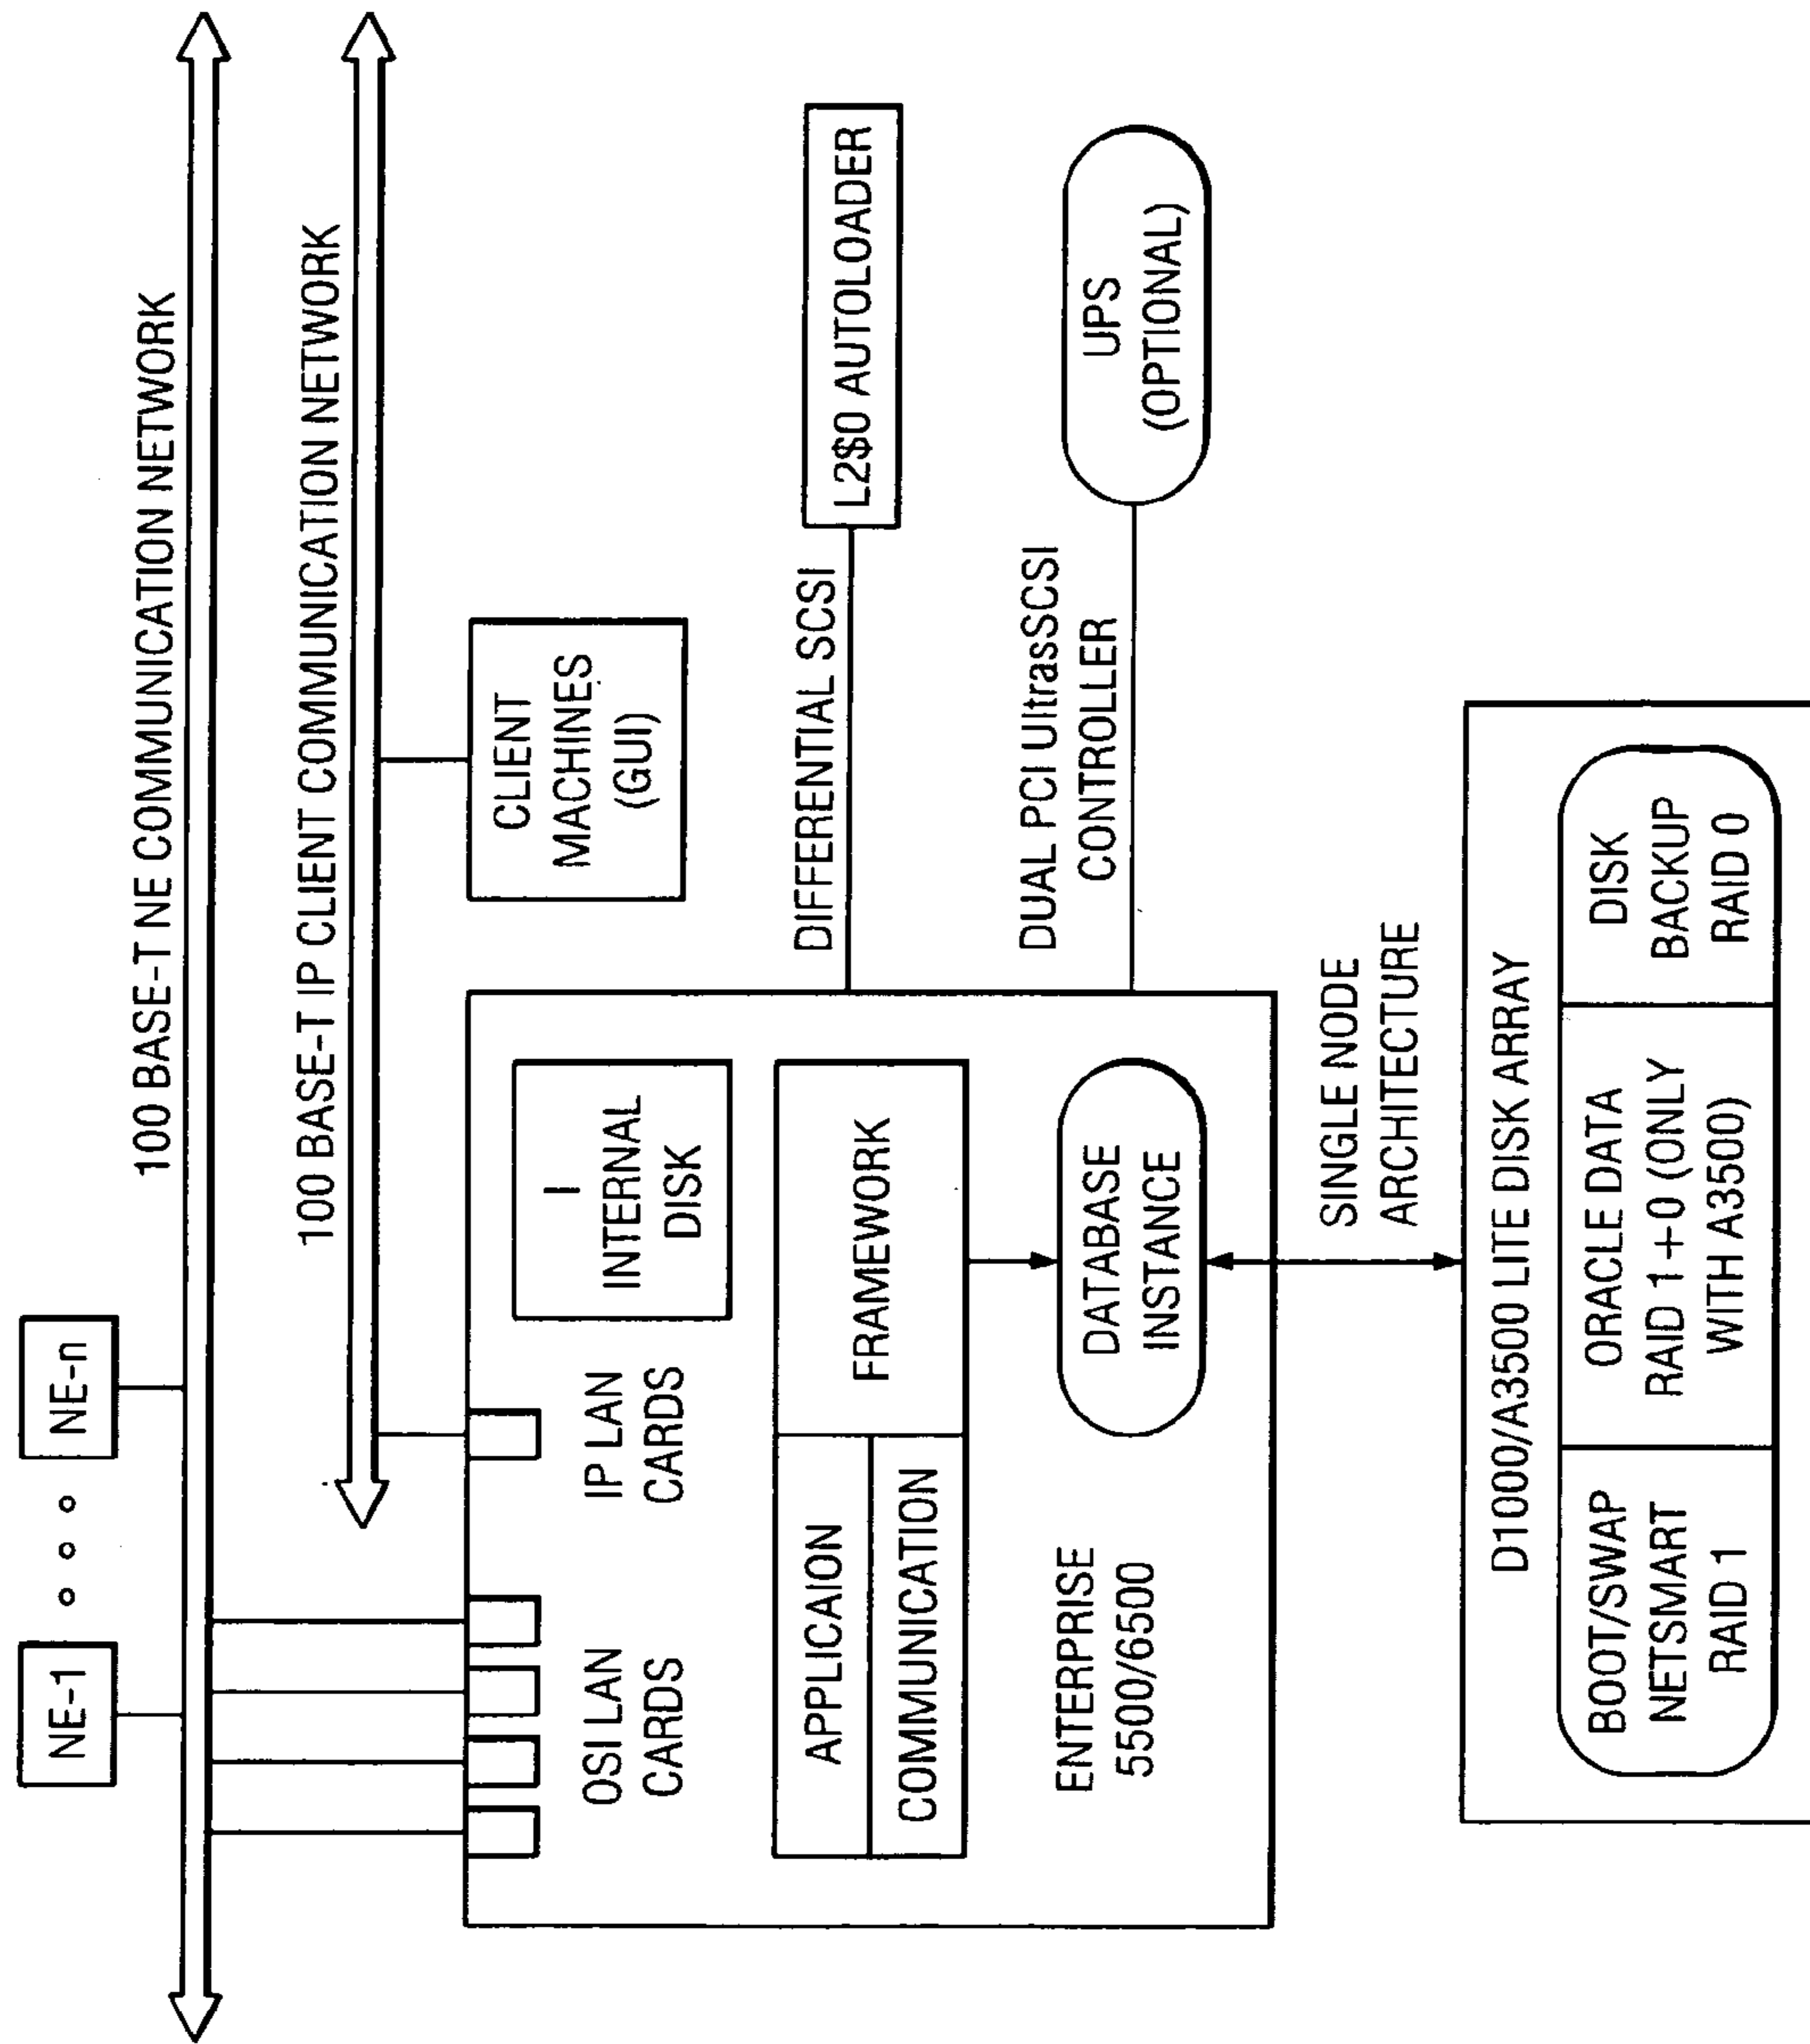 NE-1
NE-n
100 BASE-T NE COMMUNICATION NETWORK
100 BASE-T IP CLIENT COMMUNICATION NETWORK
OSI LAN
CARDS
IP LAN
CARDS
I
INTERNAL
DISK
CLIENT
MACHINES
(GUI)
APPLICAION
COMMUNICATION
FRAMEWORK
DIFFERENTIAL SCSI
L2$0 AUTOLOADER
ENTERPRISE
5500/6500
DATABASE
INSTANCE
DUAL PCI UltrasSCSI
CONTROLLER
UPS
(OPTIONAL)
SINGLE NODE
ARCHITECTURE
D1000/A3500 LITE DISK ARRAY
BOOT/SWAP
NETSMART
RAID 1
ORACLE DATA
RAID 1+0 (ONLY
WITH A3500)
DISK
BACKUP
RAID 0